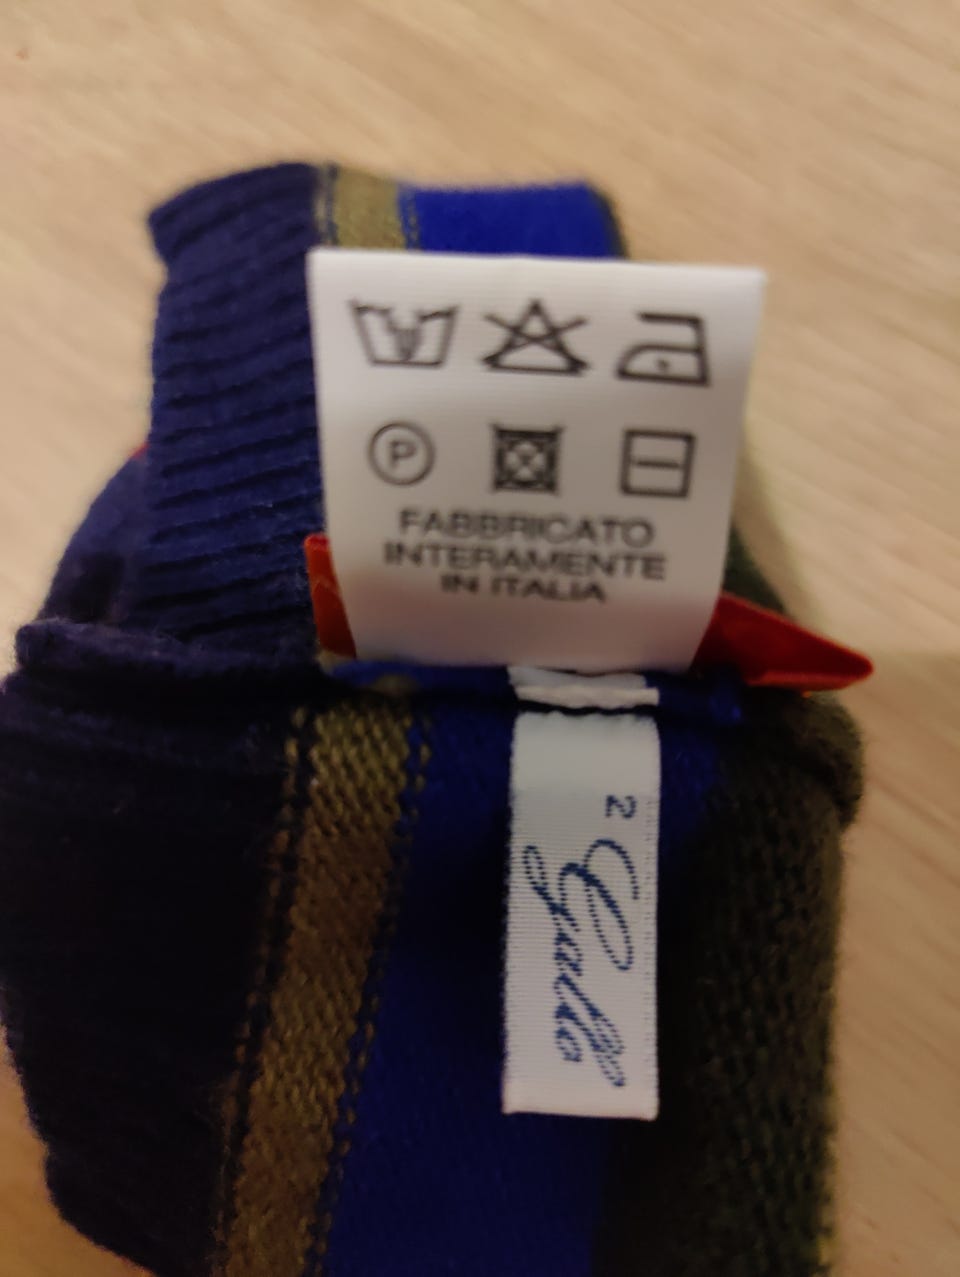 P
FABBRICATO
INTERAMENTE
IN ITALIA
2
Gallo